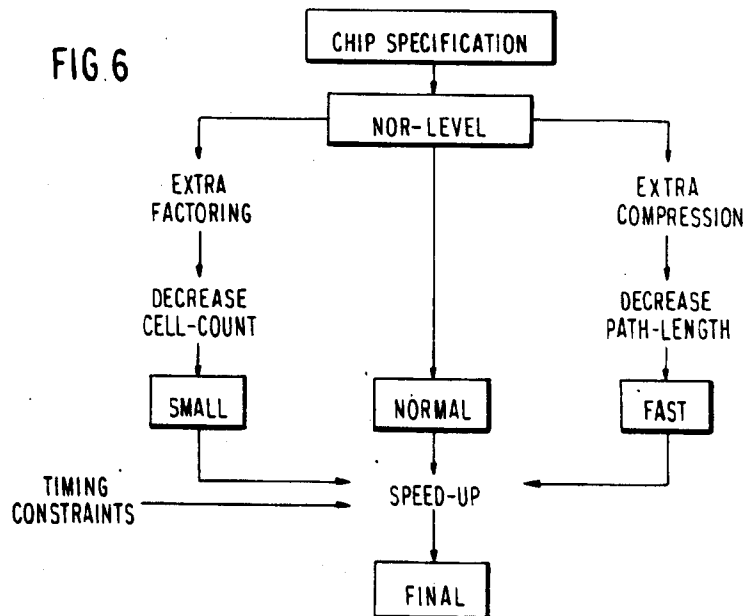 FIG.6
CHIP SPECIFICATION
NOR-LEVEL
EXTRA
FACTORING
EXTRA
COMPRESSION
DECREASE
CELL-COUNT
DECREASE
PATH-LENGTH
SMALL
NORMAL
FAST
TIMING
CONSTRAINTS
SPEED-UP
FINAL